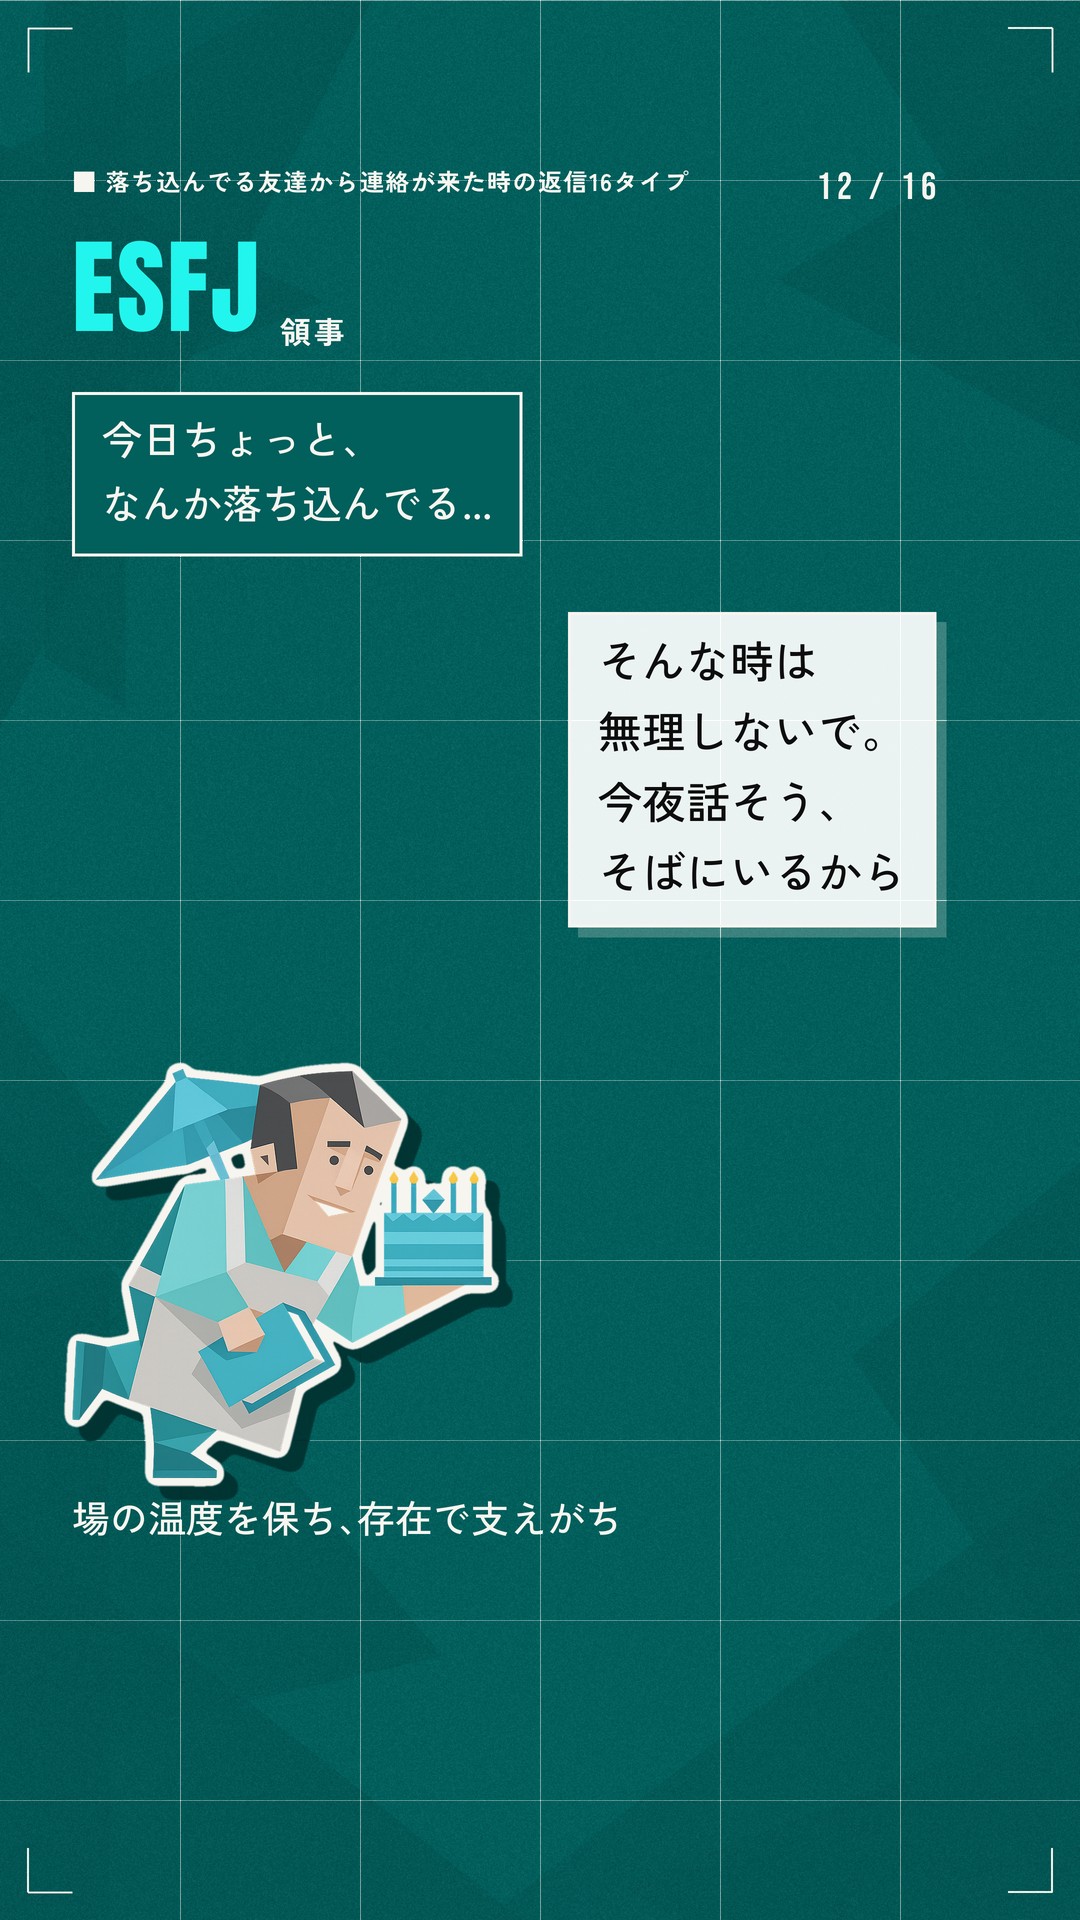 ■ 落ち込んでる友達から連絡が来た時の返信16タイプ
12 / 16
ESFJ 領事
今日ちょっと、
なんか落ち込んでる...
そんな時は
無理しないで。
今夜話そう、
そばにいるから
場の温度を保ち、存在で支えがち